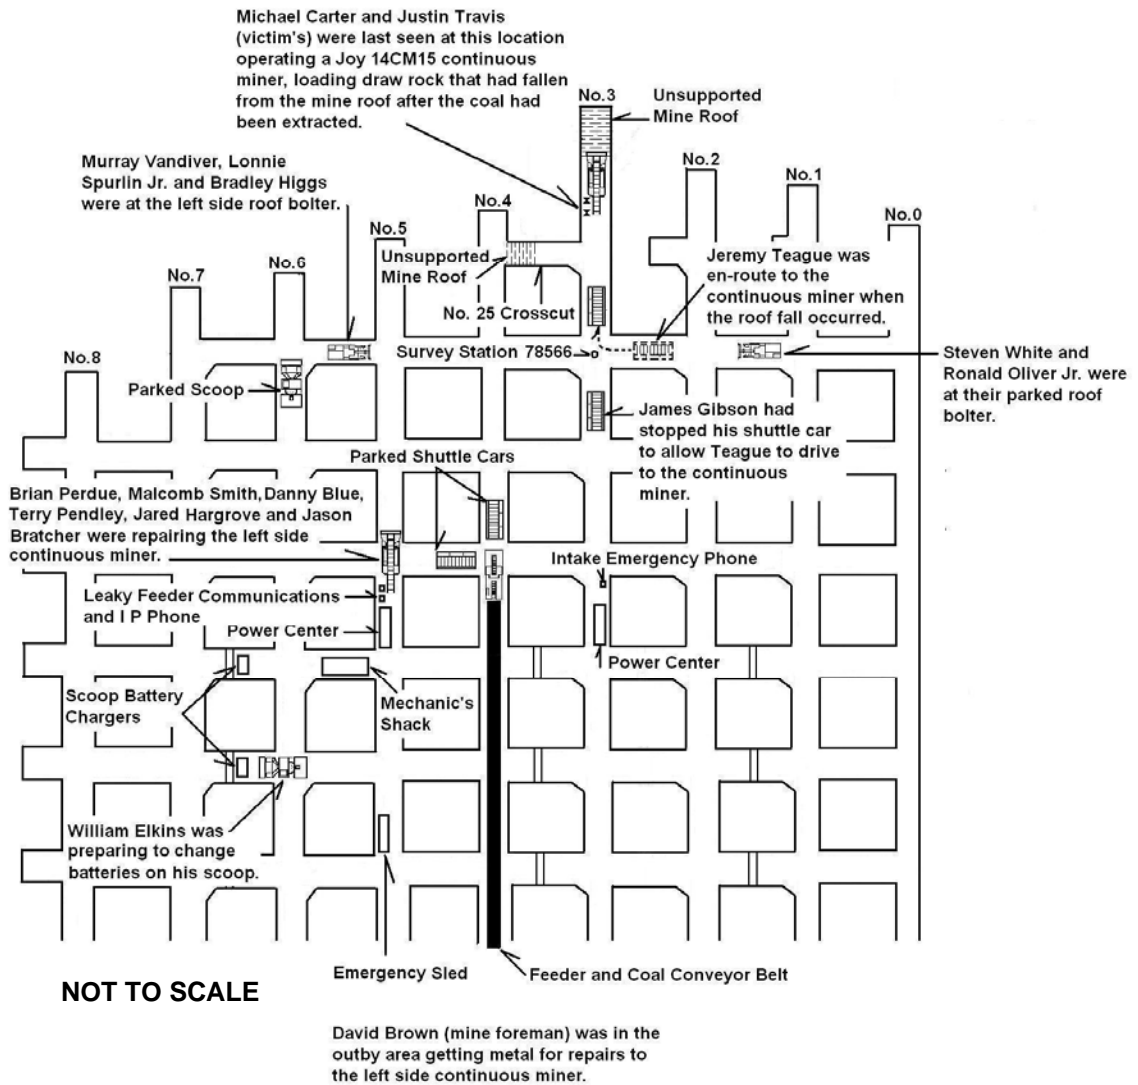 Michael Carter and Justin Travis
(victim's) were last seen at this location
operating a Joy 14CM15 continuous
miner, loading draw rock that had fallen
from the mine roof after the coal had
been extracted.
No.3
Unsupported
Mine Roof
Murray Vandiver, Lonnie
Spurlin Jr. and Bradley Higgs
were at the left side roof bolter.
No.2
No.1
No.4
No.0
No.5
Unsupported
Mine Roof
Jeremy Teague was
en-route to the
continuous miner when
the roof fall occurred.
No.6
No.7
No. 25 Crosscut
Survey Station 78566
No.8
Steven White and
Ronald Oliver Jr. were
at their parked roof
bolter.
Parked Scoop
James Gibson had
stopped his shuttle car
to allow Teague to drive
to the continuous
miner.
Parked Shuttle Cars
Brian Perdue, Malcomb Smith, Danny Blue,
Terry Pendley, Jared Hargrove and Jason
Bratcher were repairing the left side
continuous miner.
Intake Emergency Phone
Leaky Feeder Communications
and I P Phone
Power Center
Power Center
Scoop Battery
Chargers
Mechanic's
Shack
William Elkins was
preparing to change
batteries on his scoop.
Emergency Sled
Feeder and Coal Conveyor Belt
NOT TO SCALE
David Brown (mine foreman) was in the
outby area getting metal for repairs to
the left side continuous miner.